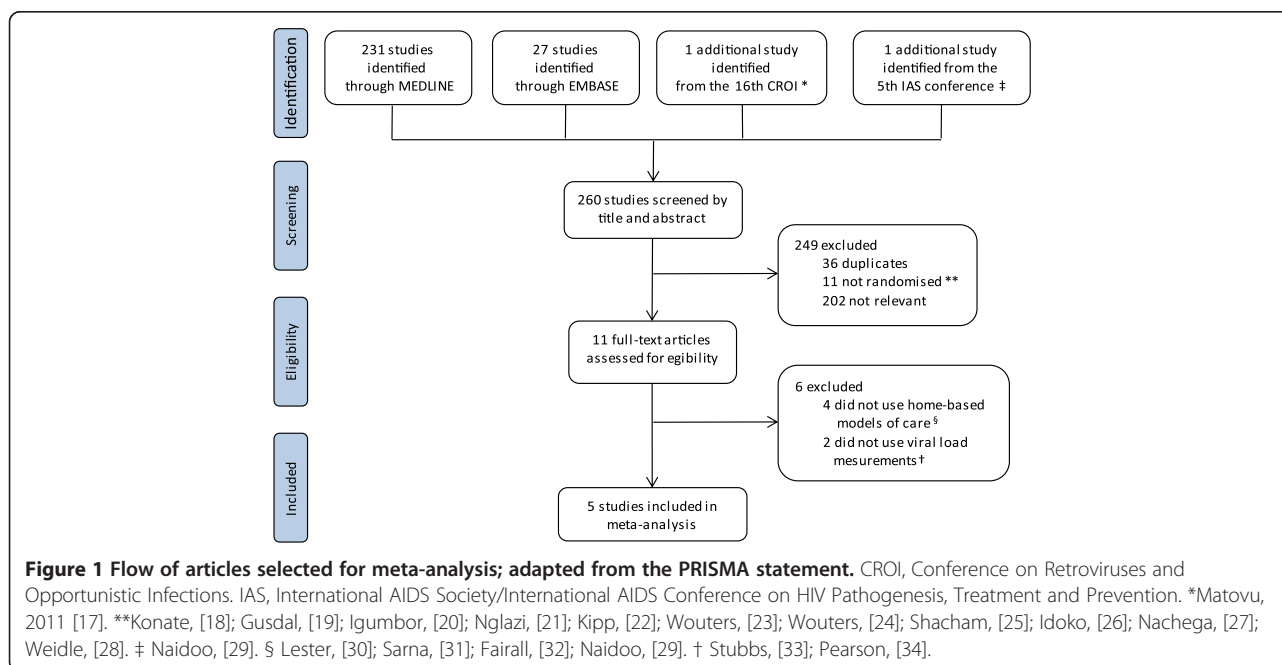 Identification
231 studies
identified
through MEDLINE
27 studies
identified
through EMBASE
1 additional study
identified
from the 16th CROI *
1 additional study
identified from the
5th IAS conference ‡
Screening
260 studies screened by
title and abstract
249 excluded
36 duplicates
11 not randomised **
202 not relevant
Eligibility
11 full-text articles
assessed for egibility
6 excluded
4 did not use home-based
models of care§
2 did not use viral load
mesurements†
Included
5 studies included in
meta-analysis
Figure 1 Flow of articles selected for meta-analysis; adapted from the PRISMA statement. CROI, Conference on Retroviruses and
Opportunistic Infections. IAS, International AIDS Society/International AIDS Conference on HIV Pathogenesis, Treatment and Prevention. *Matovu,
2011 [17]. **Konate, [18]; Gusdal, [19]; Igumbor, [20]; Nglazi, [21]; Kipp, [22]; Wouters, [23]; Wouters, [24]; Shacham, [25]; Idoko, [26]; Nachega, [27];
Weidle, [28]. ‡ Naidoo, [29]. § Lester, [30]; Sarna, [31]; Fairall, [32]; Naidoo, [29]. † Stubbs, [33]; Pearson, [34].